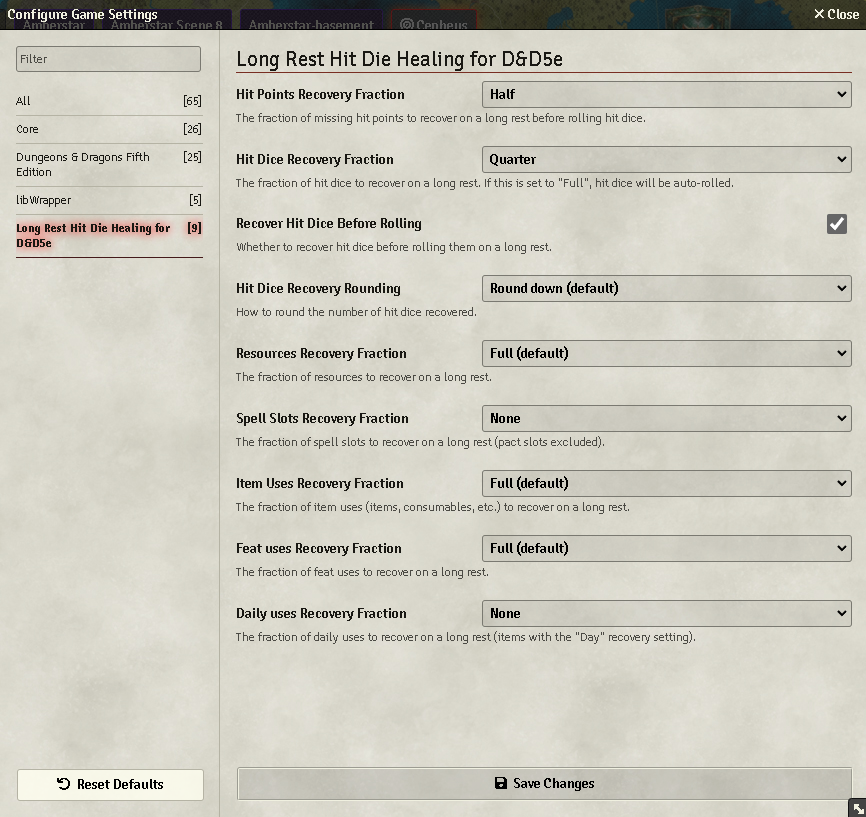 Configure Game Settings
Close
Amberstar
Amberstar Scene 8
Amberstar-basement
Cepheus
Filter
All [65]
Core [26]
Dungeons & Dragons Fifth [25]
Edition
libWrapper [5]
Long Rest Hit Die Healing for [9]
D&D5e
Reset Defaults
Long Rest Hit Die Healing for D&D5e
Hit Points Recovery Fraction Half
The fraction of missing hit points to recover on a long rest before rolling hit dice.
Hit Dice Recovery Fraction Quarter
The fraction of hit dice to recover on a long rest. If this is set to "Full", hit dice will be auto-rolled.
Recover Hit Dice Before Rolling
Whether to recover hit dice before rolling them on a long rest.
Hit Dice Recovery Rounding Round down (default)
How to round the number of hit dice recovered.
Resources Recovery Fraction Full (default)
The fraction of resources to recover on a long rest.
Spell Slots Recovery Fraction None
The fraction of spell slots to recover on a long rest (pact slots excluded).
Item Uses Recovery Fraction Full (default)
The fraction of item uses (items, consumables, etc.) to recover on a long rest.
Feat uses Recovery Fraction Full (default)
The fraction of feat uses to recover on a long rest.
Daily uses Recovery Fraction None
The fraction of daily uses to recover on a long rest (items with the "Day" recovery setting).
Save Changes